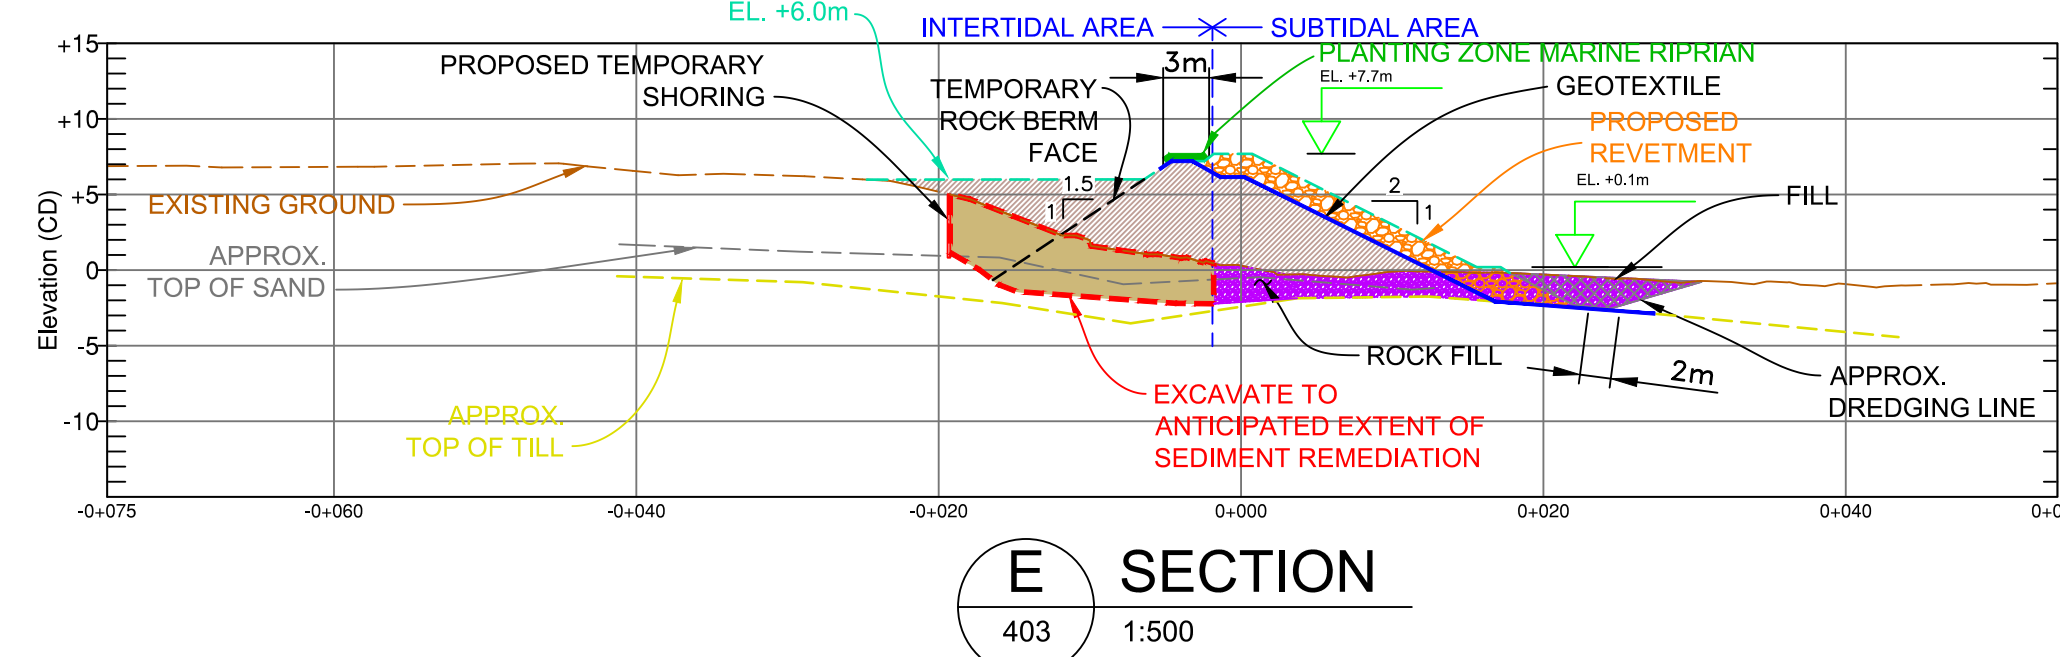 EL. +6.0m
INTERTIDAL AREA
SUBTIDAL AREA
+15
PROPOSED TEMPORARY
SHORING
3m
PLANTING ZONE MARINE RIPRIAN
EL. +7.7m
TEMPORARY
ROCK BERM
FACE
GEOTEXTILE
+10
PROPOSED
REVETMENT
EL. +0.1m
1.5
1
2
1
FILL
+5
EXISTING GROUND
Elevation (CD)
APPROX.
TOP OF SAND
0
-5
ROCK FILL
2m
APPROX.
DREDGING LINE
EXCAVATE TO
ANTICIPATED EXTENT OF
SEDIMENT REMEDIATION
APPROX.
TOP OF TILL
-10
-0+075
-0+060
-0+040
-0+020
0+000
0+020
0+040
E
SECTION
403
1:500